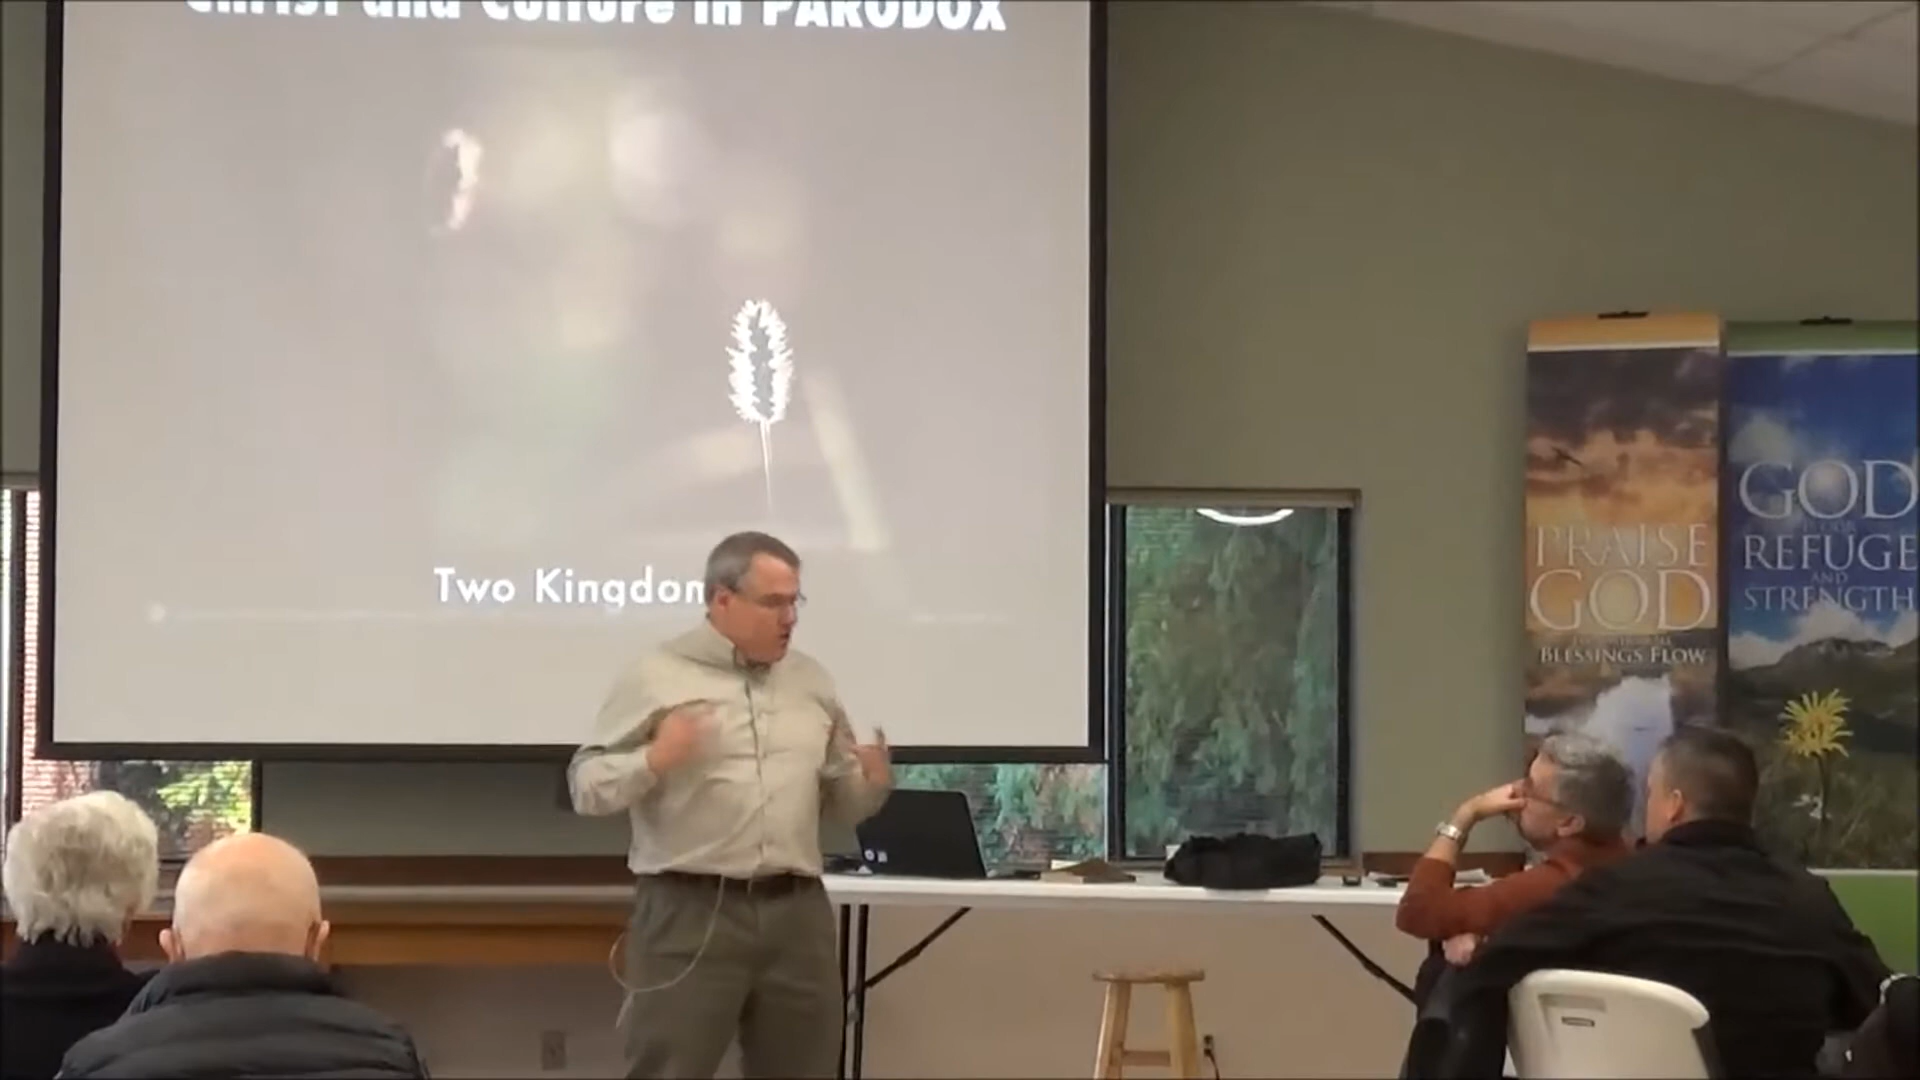 Christ and Culture in PARODOX
Two Kingdom
PRAISE
GOD
BLESSINGS FLOW
GOD
REFUGE
AND
STRENGTH